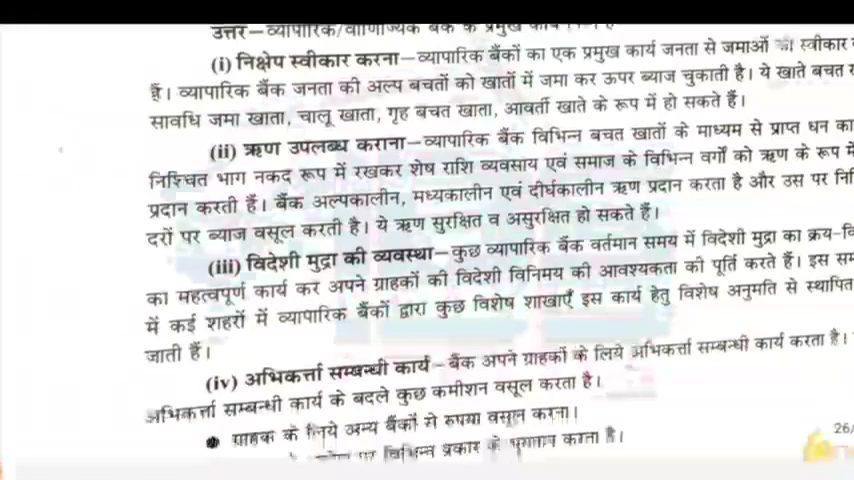 उत्तर–व्यापारिक/वाणिज्यिक बैंक के प्रमुख कार्य
(i) निक्षेप स्वीकार करना–व्यापारिक बैंकों का एक प्रमुख कार्य जनता से जमाओं को स्वीकार
हैं। व्यापारिक बैंक जनता की अल्प बचतों को खातों में जमा कर ऊपर ब्याज चुकाती है। ये खाते बचत
सावधि जमा खाता, चालू खाता, गृह बचत खाता, आवर्ती खाते के रूप में हो सकते हैं।
(ii) ऋण उपलब्ध कराना–व्यापारिक बैंक विभिन्न बचत खातों के माध्यम से प्राप्त धन का
निश्चित भाग नकद रूप में रखकर शेष राशि व्यवसाय एवं समाज के विभिन्न वर्गों को ऋण के रूप में
प्रदान करती हैं। बैंक अल्पकालीन, मध्यकालीन एवं दीर्घकालीन ऋण प्रदान करता है और उस पर
दरों पर ब्याज वसूल करती है। ये ऋण सुरक्षित व असुरक्षित हो सकते हैं।
(iii) विदेशी मुद्रा की व्यवस्था–कुछ व्यापारिक बैंक वर्तमान समय में विदेशी मुद्रा का क्रय-वि
का महत्वपूर्ण कार्य कर अपने ग्राहकों की विदेशी विनिमय की आवश्यकता की पूर्ति करते हैं। इस सम
में कई शहरों में व्यापारिक बैंकों द्वारा कुछ विशेष शाखाएँ इस कार्य हेतु विशेष अनुमति से स्थापित
जाती हैं।
(iv) अभिकर्त्ता सम्बन्धी कार्य–बैंक अपने ग्राहकों के लिये अभिकर्त्ता सम्बन्धी कार्य करता है।
अभिकर्त्ता सम्बन्धी कार्य के बदले कुछ कमीशन वसूल करता है।
● ग्राहक के लिये अन्य बैंकों से रुपया वसूल करना।
पर विभिन्न प्रकार के भुगतान करता है।
26/